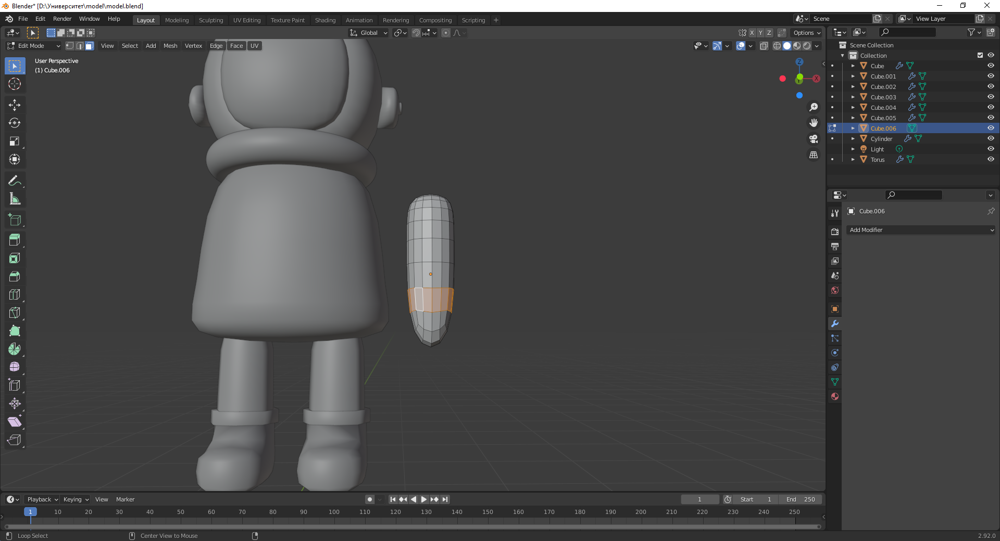 Blender* [D:\Университет\model\model.blend]
File Edit Render Window Help Layout Modeling Sculpting UV Editing Texture Paint Shading Animation Rendering Compositing Scripting + Scene View Layer
Global X Y Z Options
Edit Mode View Select Add Mesh Vertex Edge Face UV
User Perspective
(1) Cube.006
Z
X
Y
Scene Collection
Collection
Cube
Cube.001
Cube.002
Cube.003
Cube.004
Cube.005
Cube.006
Cylinder
Light
Torus
Cube.006
Add Modifier
Playback Keying View Marker 1 Start 1 End 250
1 10 20 30 40 50 60 70 80 90 100 110 120 130 140 150 160 170 180 190 200 210 220 230 240 250
Loop Select Center View to Mouse 2.92.0